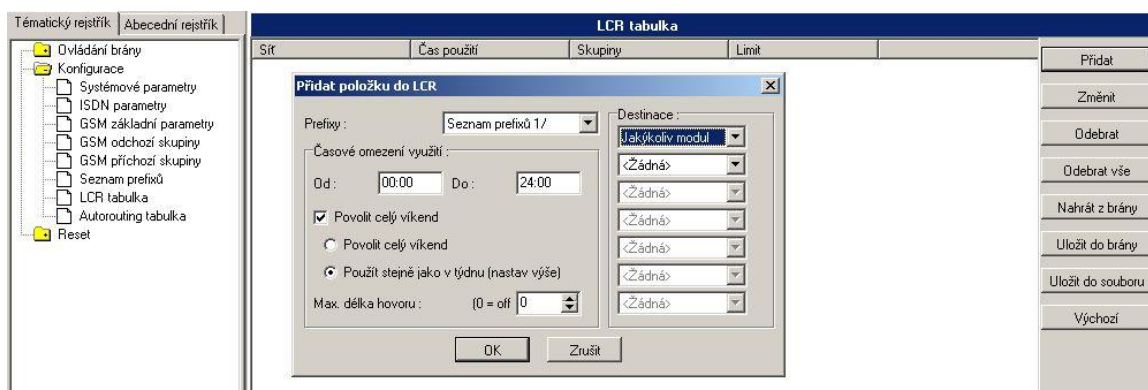 Tématický rejstřík
Abecední rejstřík
Ovládání brány
Konfigurace
Systémové parametry
ISDN parametry
GSM základní parametry
GSM odchozí skupiny
GSM příchozí skupiny
Seznam prefixů
LCR tabulka
Autorouting tabulka
Reset
LCR tabulka
Síť
Čas použití
Skupiny
Limit
Přidat položku do LCR
Prefixy :
Seznam prefixů 1/
Časové omezení využití :
Od :
00:00
Do :
24:00
Povolit celý víkend
Povolit celý víkend
Použít stejně jako v týdnu (nastav výše)
Max. délka hovoru :
(0 = off
0
Destinace :
Jakýkoliv modul
<Žádná>
<Žádná>
<Žádná>
<Žádná>
<Žádná>
<Žádná>
OK
Zrušit
Přidat
Změnit
Odebrat
Odebrat vše
Nahrát z brány
Uložit do brány
Uložit do souboru
Výchozí